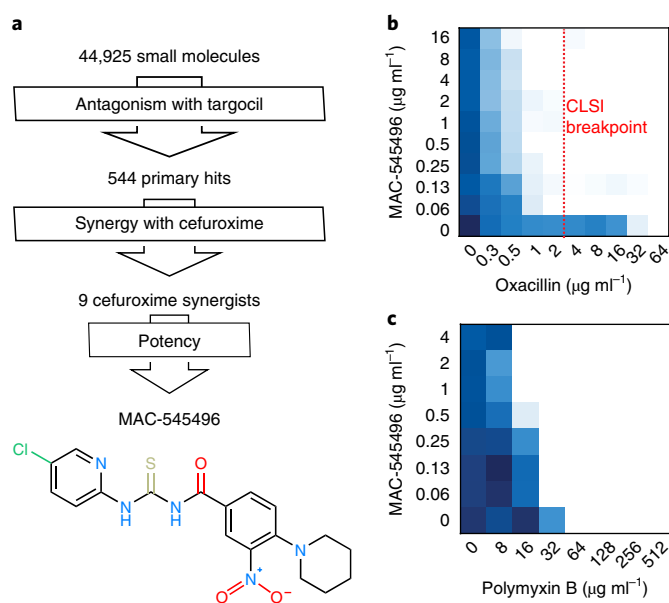 a
44,925 small molecules
Antagonism with targocil
544 primary hits
Synergy with cefuroxime
9 cefuroxime synergists
Potency
MAC-545496
Cl
N
S
O
N
H
N
H
N
N+
O
O−
b
MAC-545496 (μg ml−1)
16
8
4
2
1
0.5
0.25
0.13
0.06
0
CLSI
breakpoint
0 0.3 0.5 1 2 4 8 16 32 64
Oxacillin (μg ml−1)
c
MAC-545496 (μg ml−1)
4
2
1
0.5
0.25
0.13
0.06
0
0 8 16 32 64 128 256 512
Polymyxin B (μg ml−1)